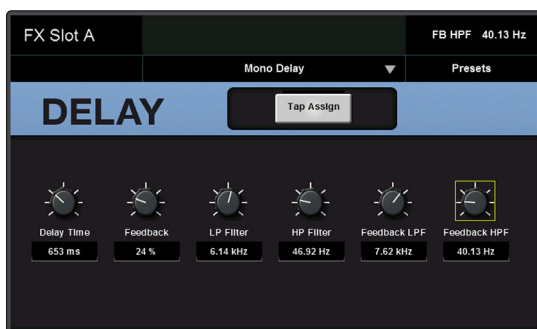 FX Slot A
FB HPF 40.13 Hz
Mono Delay
Presets
DELAY
Tap Assign
Delay Time Feedback LP Filter HP Filter Feedback LPF Feedback HPF
653 ms 24 % 6.14 kHz 46.92 Hz 7.62 kHz 40.13 Hz